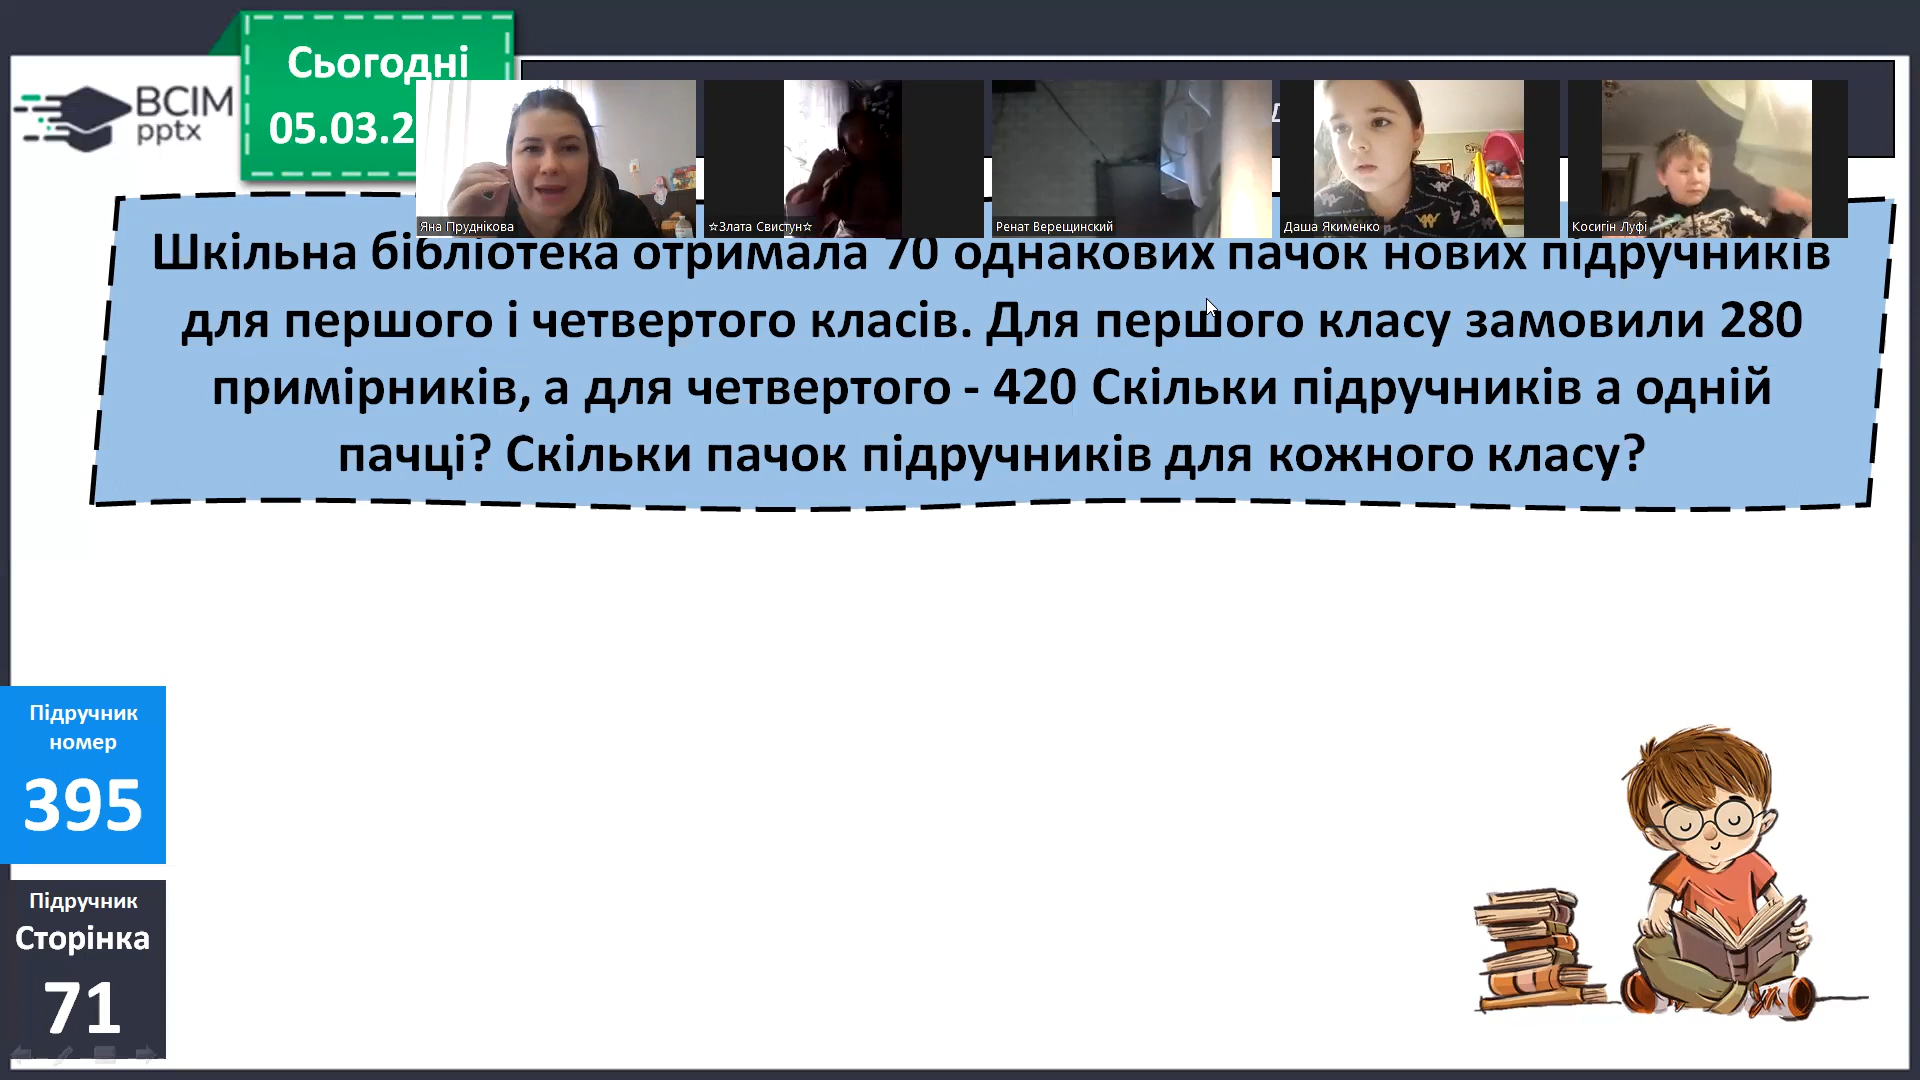 Сьогодні
05.03.2
ВСІМ
pptx
Яна Пруднікова
☆Злата Свистун☆
Ренат Верещинский
Даша Якименко
Косигін Луфі
Шкільна бібліотека отримала 70 однакових пачок нових підручників
для першого і четвертого класів. Для першого класу замовили 280
примірників, а для четвертого - 420 Скільки підручників а одній
пачці? Скільки пачок підручників для кожного класу?
Підручник
номер
395
Підручник
Сторінка
71